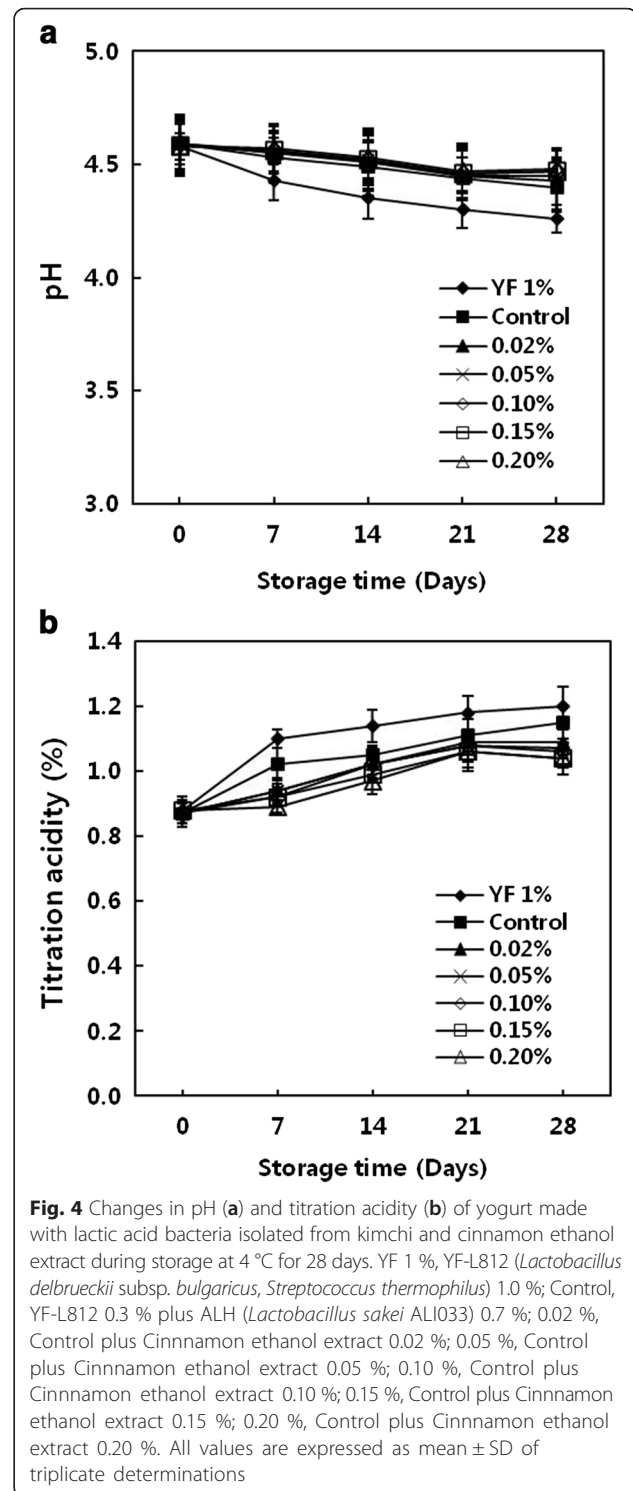 a
5.0
4.5
4.0
3.5
3.0
pH
YF 1%
Control
0.02%
0.05%
0.10%
0.15%
0.20%
0 7 14 21 28
Storage time (Days)
b
1.4
1.2
1.0
0.8
0.6
0.4
0.2
0.0
Titration acidity (%)
YF 1%
Control
0.02%
0.05%
0.10%
0.15%
0.20%
0 7 14 21 28
Storage time (Days)
Fig. 4 Changes in pH (a) and titration acidity (b) of yogurt made
with lactic acid bacteria isolated from kimchi and cinnamon ethanol
extract during storage at 4 °C for 28 days. YF 1 %, YF-L812 (Lactobacillus
delbrueckii subsp. bulgaricus, Streptococcus thermophilus) 1.0 %; Control,
YF-L812 0.3 % plus ALH (Lactobacillus sakei ALI033) 0.7 %; 0.02 %,
Control plus Cinnnamon ethanol extract 0.02 %; 0.05 %, Control
plus Cinnnamon ethanol extract 0.05 %; 0.10 %, Control plus
Cinnnamon ethanol extract 0.10 %; 0.15 %, Control plus Cinnnamon
ethanol extract 0.15 %; 0.20 %, Control plus Cinnnamon ethanol
extract 0.20 %. All values are expressed as mean ± SD of
triplicate determinations